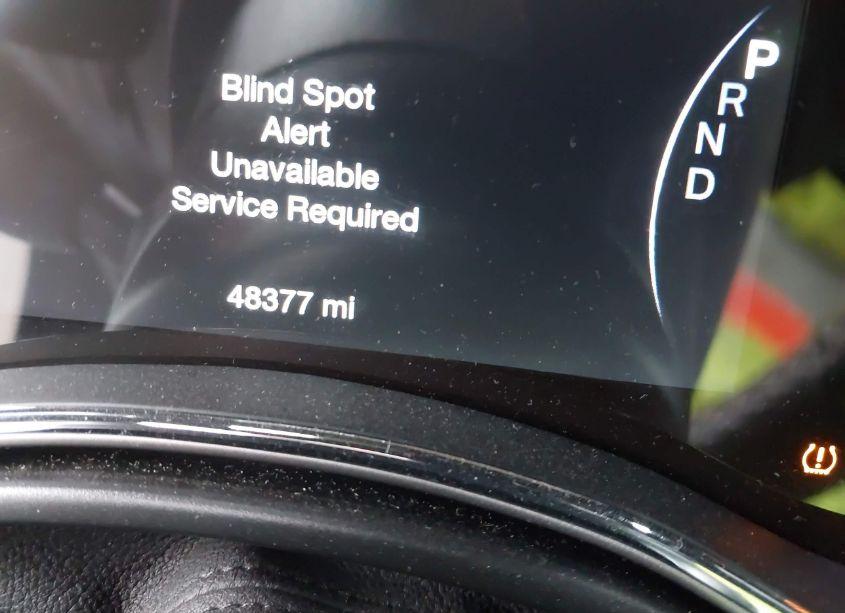 Blind Spot
Alert
Unavailable
Service Required
48377 mi
P
R
N
D